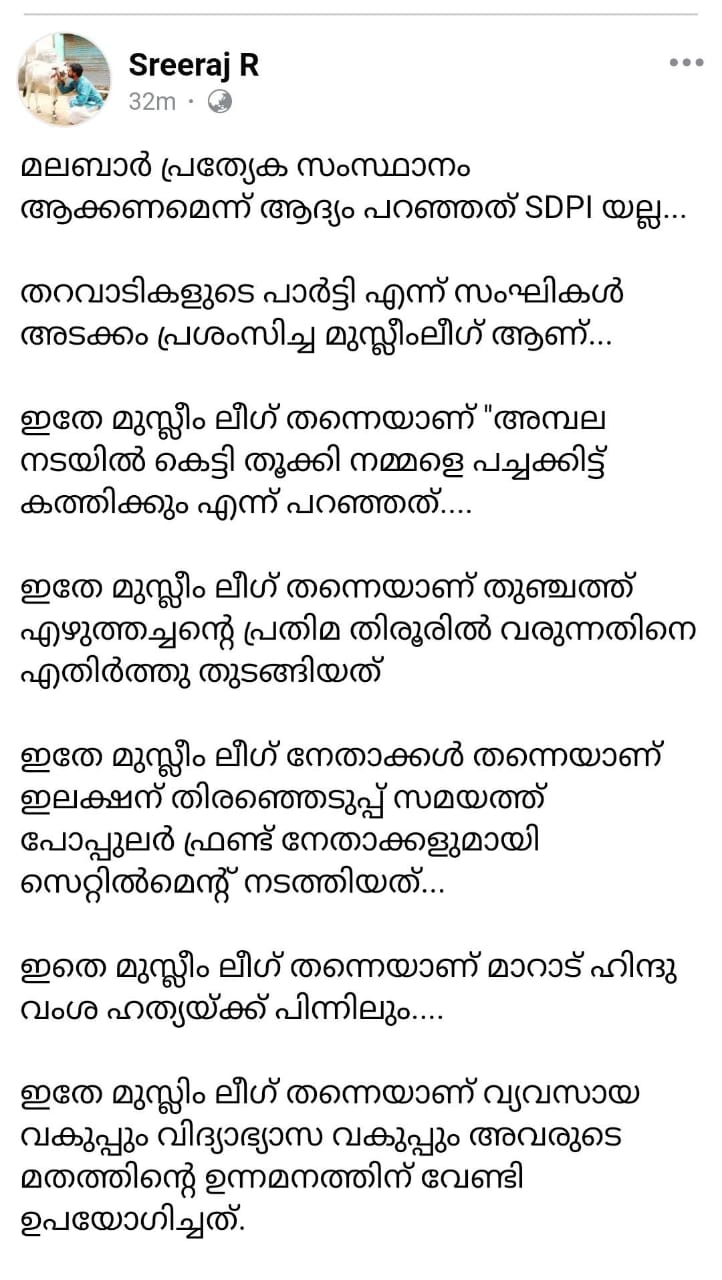 Sreeraj R
32m ·
മലബാർ പ്രത്യേക സംസ്ഥാനം
ആക്കണമെന്ന് ആദ്യം പറഞ്ഞത് SDPI യല്ല...
തറവാടികളുടെ പാർട്ടി എന്ന് സംഘികൾ
അടക്കം പ്രശംസിച്ച മുസ്ലീംലീഗ് ആണ്...
ഇതേ മുസ്ലീം ലീഗ് തന്നെയാണ് "അമ്പല
നടയിൽ കെട്ടി തൂക്കി നമ്മളെ പച്ചക്കിട്ട്
കത്തിക്കും എന്ന് പറഞ്ഞത്....
ഇതേ മുസ്ലീം ലീഗ് തന്നെയാണ് തുഞ്ചത്ത്
എഴുത്തച്ചന്റെ പ്രതിമ തിരൂരിൽ വരുന്നതിനെ
എതിർത്തു തുടങ്ങിയത്
ഇതേ മുസ്ലീം ലീഗ് നേതാക്കൾ തന്നെയാണ്
ഇലക്ഷന് തിരഞ്ഞെടുപ്പ് സമയത്ത്
പോപ്പുലർ ഫ്രണ്ട് നേതാക്കളുമായി
സെറ്റിൽമെന്റ് നടത്തിയത്...
ഇതെ മുസ്ലീം ലീഗ് തന്നെയാണ് മാറാട് ഹിന്ദു
വംശ ഹത്യയ്ക്ക് പിന്നിലും....
ഇതേ മുസ്ലിം ലീഗ് തന്നെയാണ് വ്യവസായ
വകുപ്പും വിദ്യാഭ്യാസ വകുപ്പും അവരുടെ
മതത്തിന്റെ ഉന്നമനത്തിന് വേണ്ടി
ഉപയോഗിച്ചത്.